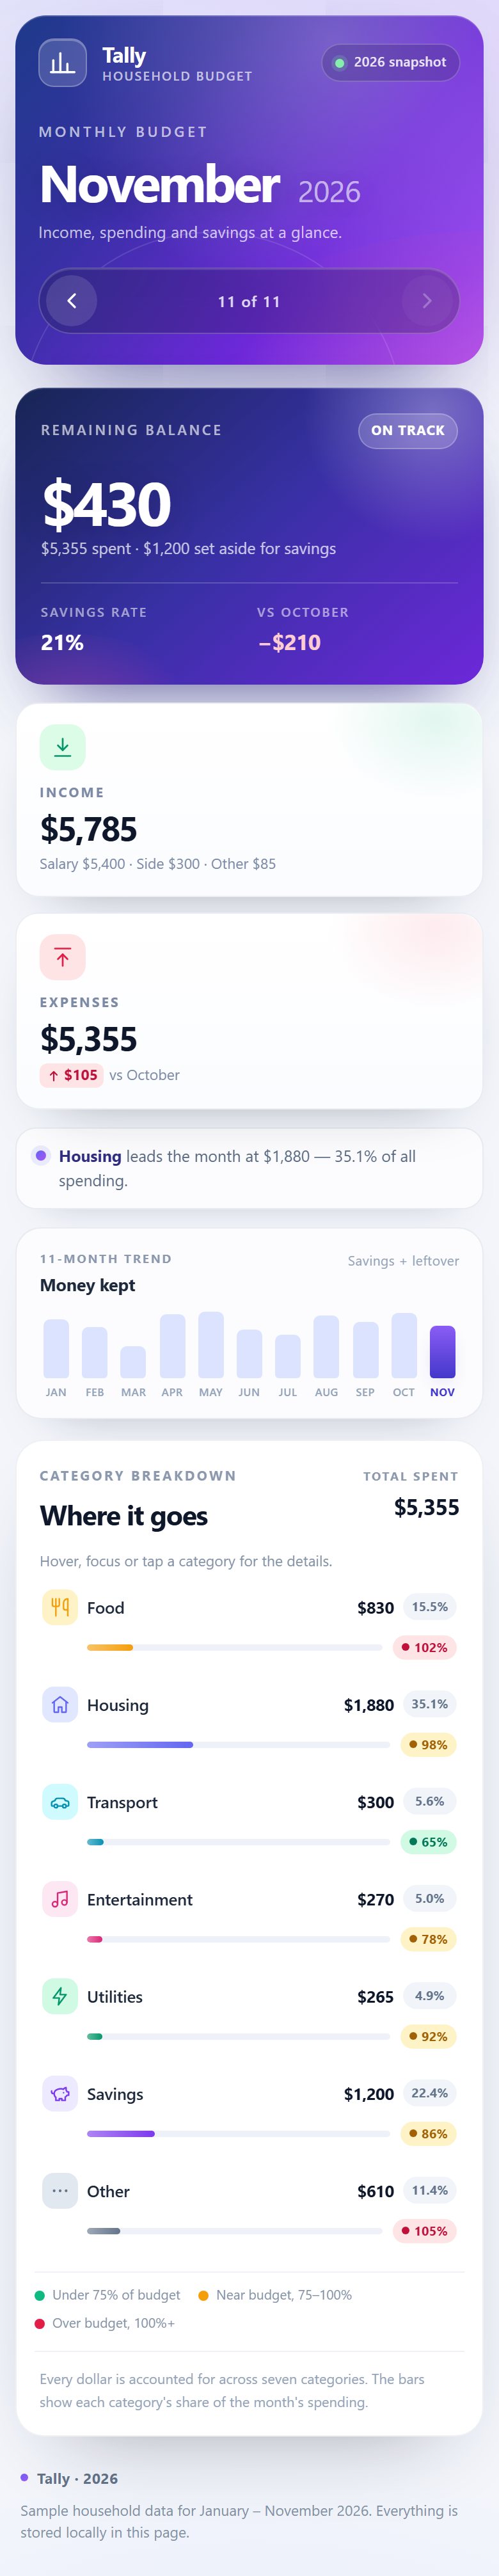 Tally
HOUSEHOLD BUDGET
2026 snapshot
MONTHLY BUDGET
November 2026
Income, spending and savings at a glance.
11 of 11
REMAINING BALANCE
ON TRACK
$430
$5,355 spent · $1,200 set aside for savings
SAVINGS RATE
VS OCTOBER
21%
−$210
INCOME
$5,785
Salary $5,400 · Side $300 · Other $85
EXPENSES
$5,355
↑ $105 vs October
Housing leads the month at $1,880 — 35.1% of all
spending.
11-MONTH TREND
Money kept
Savings + leftover
JAN FEB MAR APR MAY JUN JUL AUG SEP OCT NOV
CATEGORY BREAKDOWN
Where it goes
TOTAL SPENT
$5,355
Hover, focus or tap a category for the details.
Food $830 15.5%
102%
Housing $1,880 35.1%
98%
Transport $300 5.6%
65%
Entertainment $270 5.0%
78%
Utilities $265 4.9%
92%
Savings $1,200 22.4%
86%
Other $610 11.4%
105%
Under 75% of budget Near budget, 75–100%
Over budget, 100%+
Every dollar is accounted for across seven categories. The bars
show each category's share of the month's spending.
Tally · 2026
Sample household data for January – November 2026. Everything is
stored locally in this page.